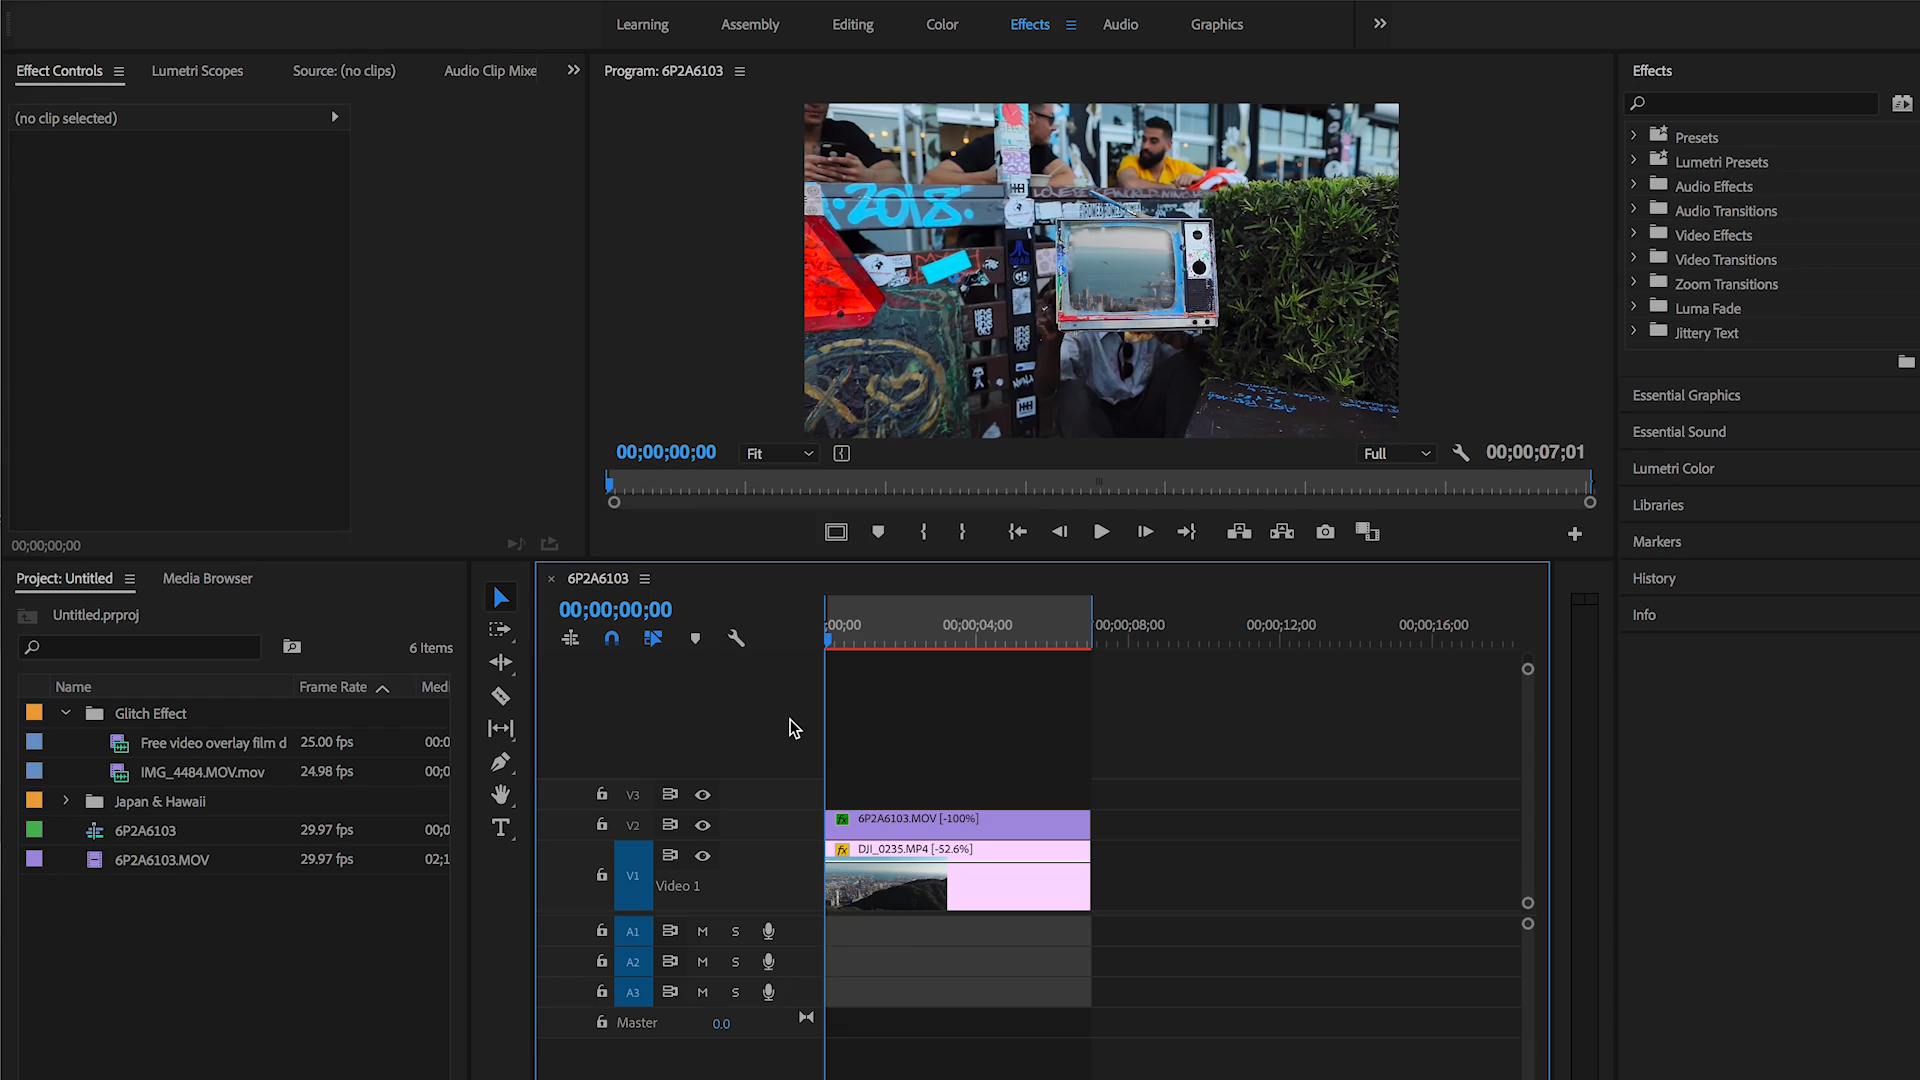 Learning Assembly Editing Color Effects Audio Graphics
Effect Controls Lumetri Scopes Source: (no clips) Audio Clip Mixe
(no clip selected)
00;00;00;00
Program: 6P2A6103
2018
00;00;00;00 Fit Full 00;00;07;01
Effects
Presets
Lumetri Presets
Audio Effects
Audio Transitions
Video Effects
Video Transitions
Zoom Transitions
Luma Fade
Jittery Text
Essential Graphics
Essential Sound
Lumetri Color
Libraries
Markers
History
Info
Project: Untitled Media Browser
Untitled.prproj
6 Items
Name Frame Rate Medi
Glitch Effect
Free video overlay film d 25.00 fps 00:0
IMG_4484.MOV.mov 24.98 fps 00;0
Japan & Hawaii
6P2A6103 29.97 fps 00;0
6P2A6103.MOV 29.97 fps 02;1
T
6P2A6103
00;00;00;00
;00;00 00;00;04;00 00;00;08;00 00;00;12;00 00;00;16;00
V3
V2 fx 6P2A6103.MOV [-100%]
fx DJI_0235.MP4 [-52.6%]
V1 Video 1
A1 M S
A2 M S
A3 M S
Master 0.0